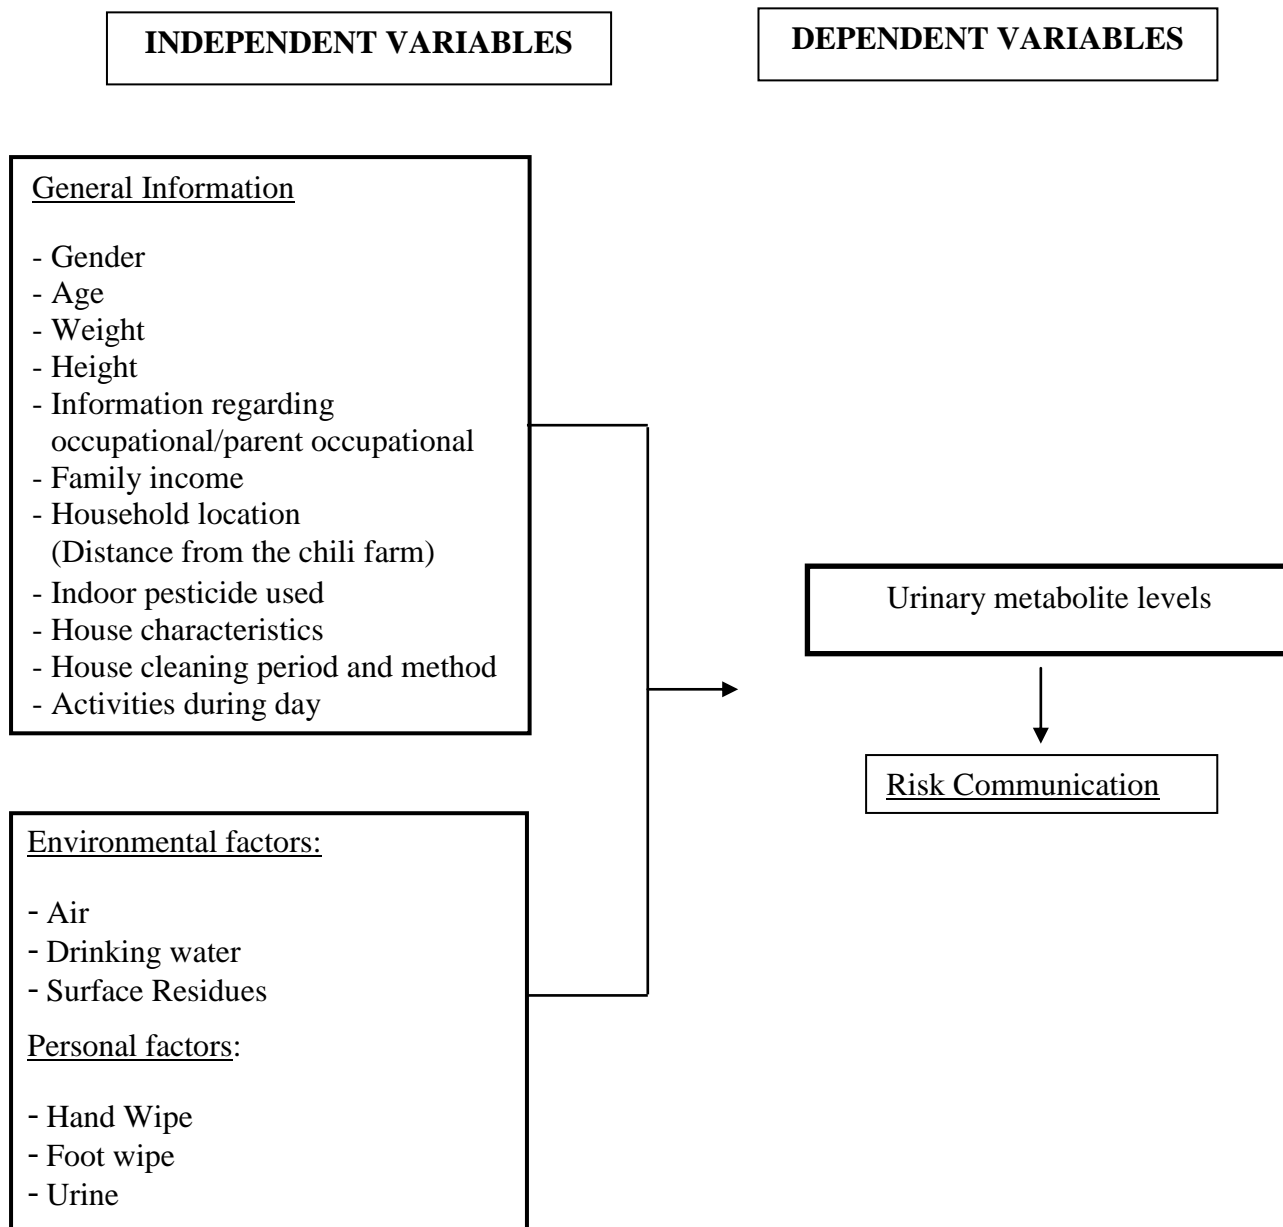 INDEPENDENT VARIABLES
DEPENDENT VARIABLES
General Information
- Gender
- Age
- Weight
- Height
- Information regarding
occupational/parent occupational
- Family income
- Household location
(Distance from the chili farm)
- Indoor pesticide used
- House characteristics
- House cleaning period and method
- Activities during day
Environmental factors:
- Air
- Drinking water
- Surface Residues
Personal factors:
- Hand Wipe
- Foot wipe
- Urine
Urinary metabolite levels
Risk Communication